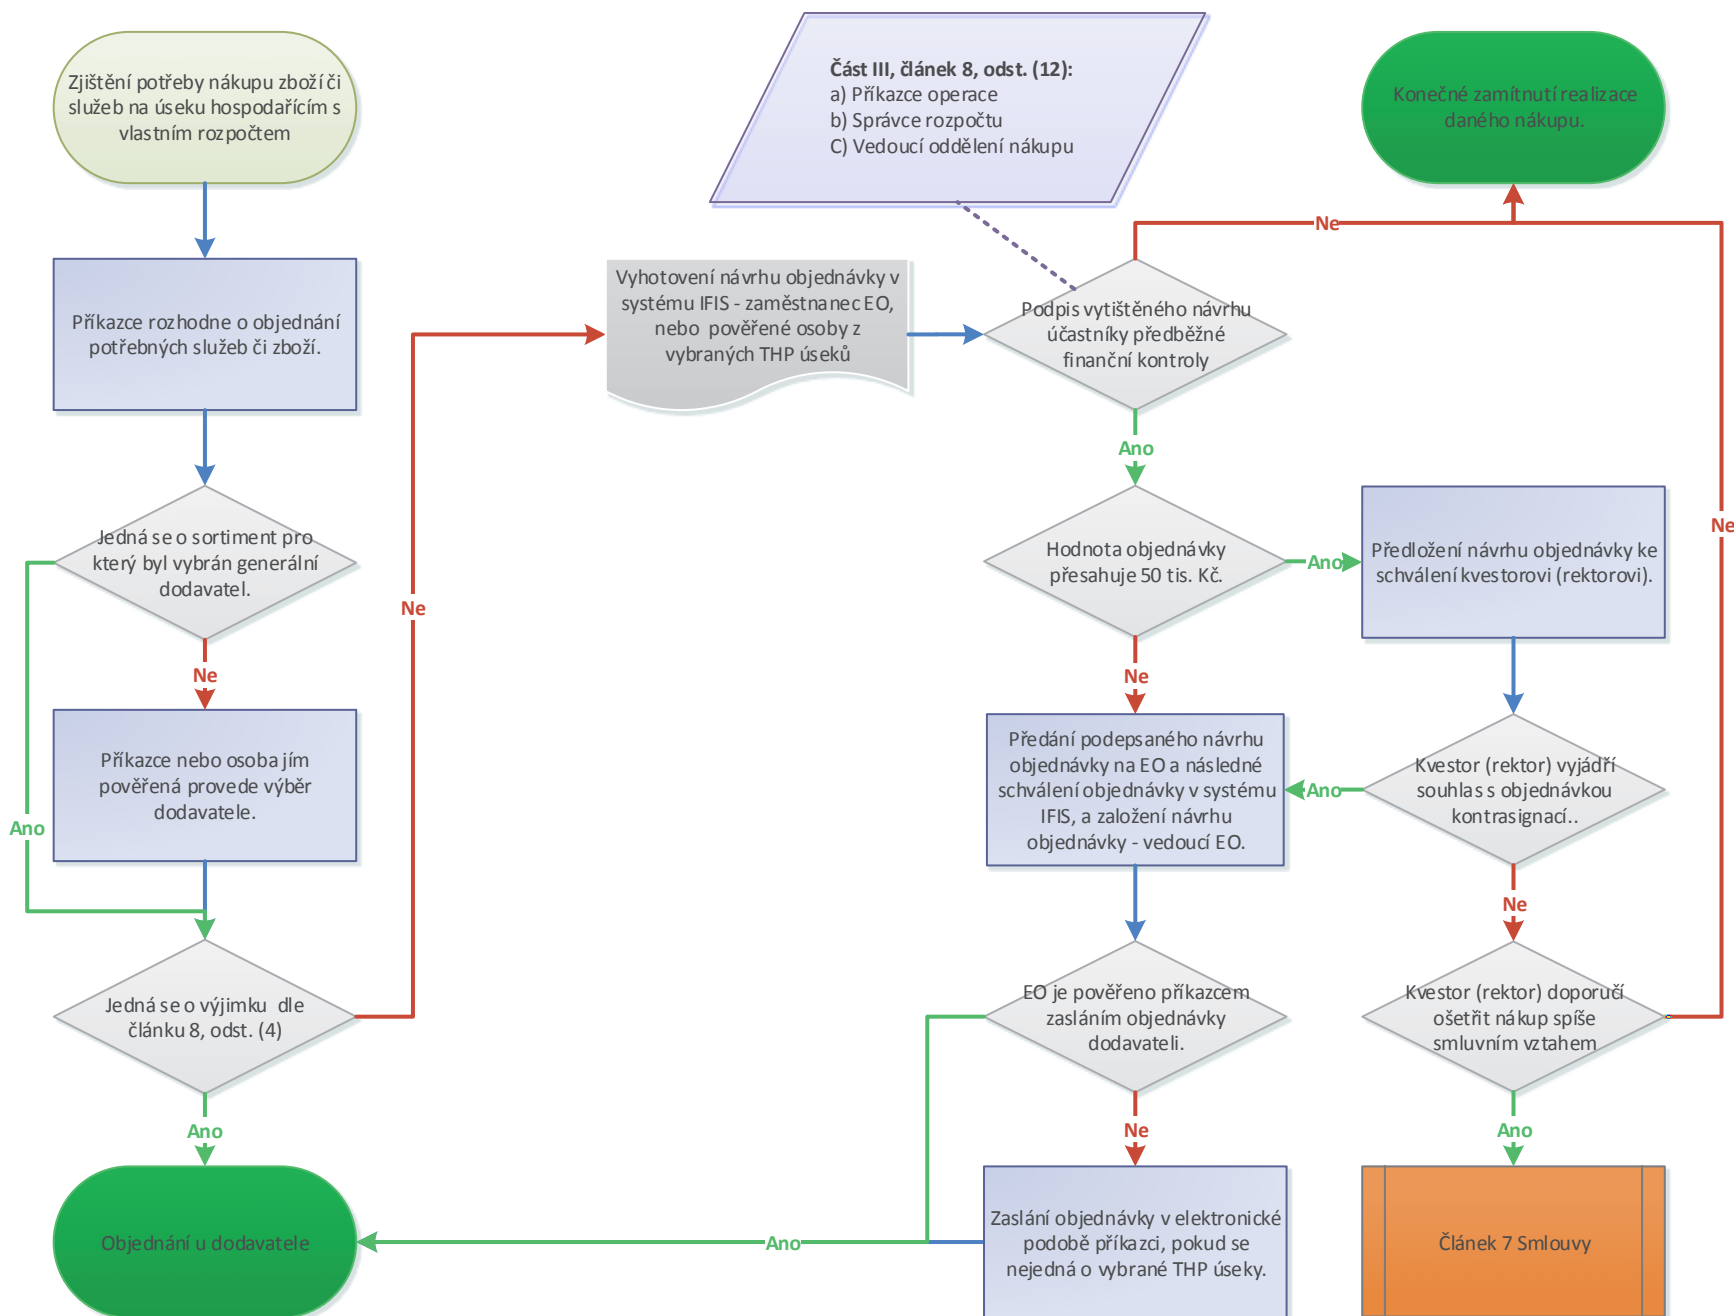 Zjištění potřeby nákupu zboží či
služeb na úseku hospodařícím s
vlastním rozpočtem
Příkazce rozhodne o objednání
potřebných služeb či zboží.
Jedná se o sortiment pro
který byl vybrán generální
dodavatel.
Ne
Příkazce nebo osoba jím
pověřená provede výběr
dodavatele.
Ano
Jedná se o výjimku dle
článku 8, odst. (4)
Ano
Objednání u dodavatele
Ne
Vyhotovení návrhu objednávky v
systému IFIS - zaměstnanec EO,
nebo pověřené osoby z
vybraných THP úseků
Část III, článek 8, odst. (12):
a) Příkazce operace
b) Správce rozpočtu
C) Vedoucí oddělení nákupu
Podpis vytištěného návrhu
účastníky předběžné
finanční kontroly
Ne
Konečné zamítnutí realizace
daného nákupu.
Ano
Hodnota objednávky
přesahuje 50 tis. Kč.
Ano
Předložení návrhu objednávky ke
schválení kvestorovi (rektorovi).
Ne
Ne
Předání podepsaného návrhu
objednávky na EO a následné
schválení objednávky v systému
IFIS, a založení návrhu
objednávky - vedoucí EO.
Ano
Kvestor (rektor) vyjádří
souhlas s objednávkou
kontrasignací..
Ne
EO je pověřeno příkazcem
zasláním objednávky
dodavateli.
Kvestor (rektor) doporučí
ošetřit nákup spíše
smluvním vztahem
Ne
Ano
Ano
Zaslání objednávky v elektronické
podobě příkazci, pokud se
nejedná o vybrané THP úseky.
Článek 7 Smlouvy